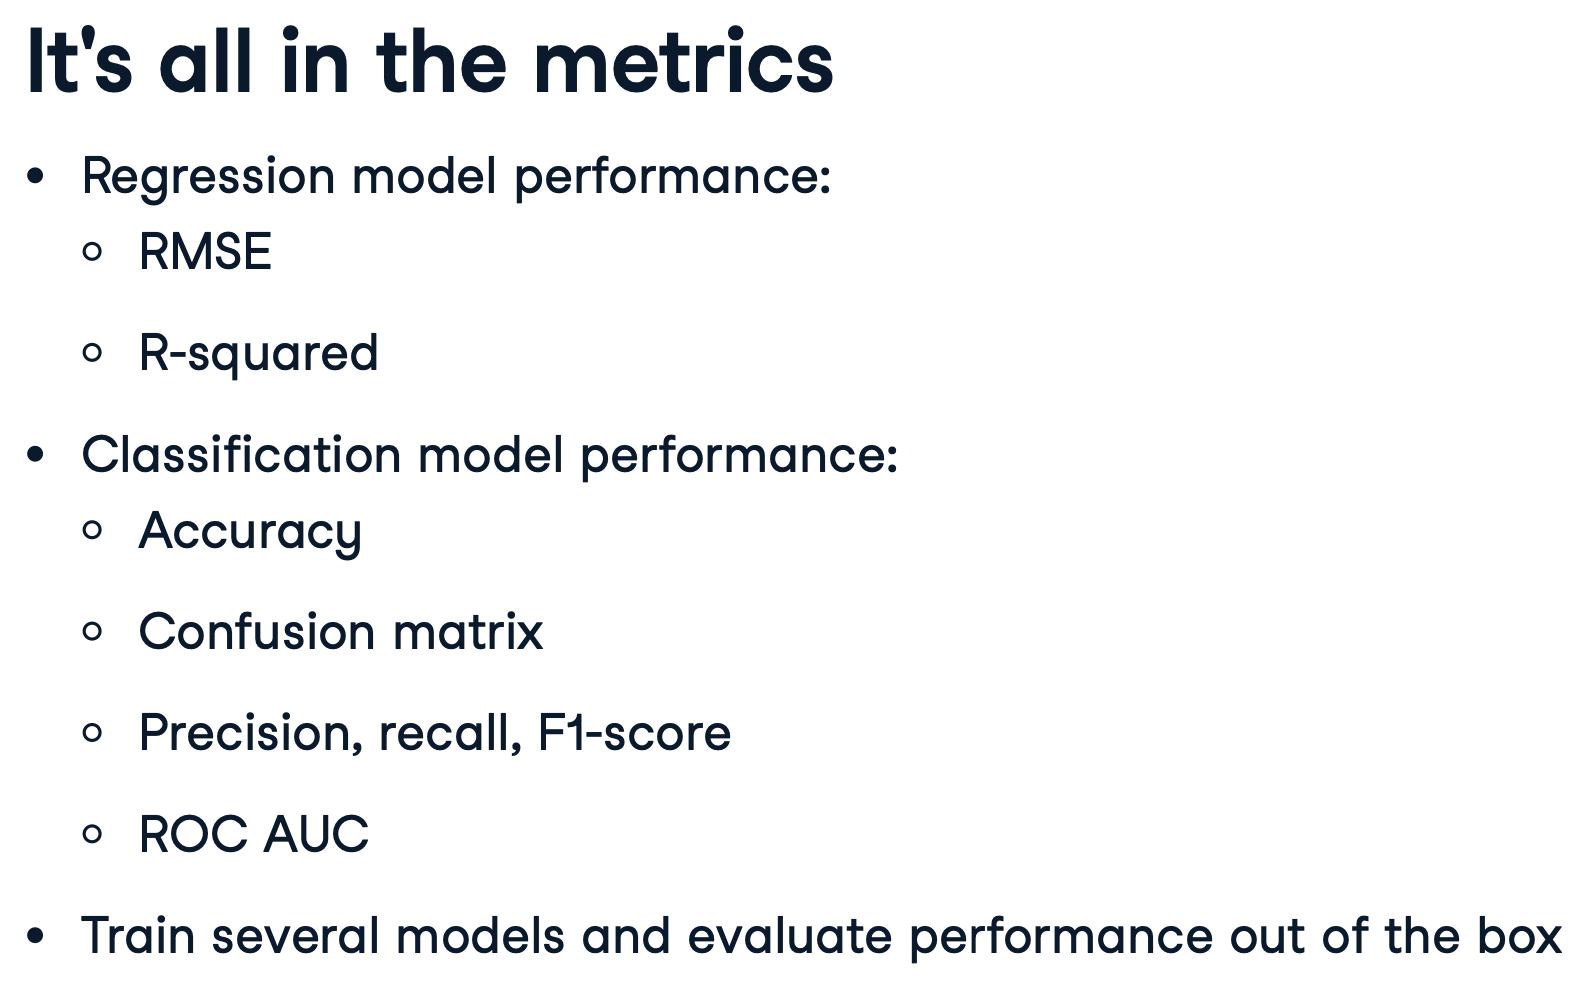 It's all in the metrics
• Regression model performance:
○ RMSE
○ R-squared
• Classification model performance:
○ Accuracy
○ Confusion matrix
○ Precision, recall, F1-score
○ ROC AUC
• Train several models and evaluate performance out of the box